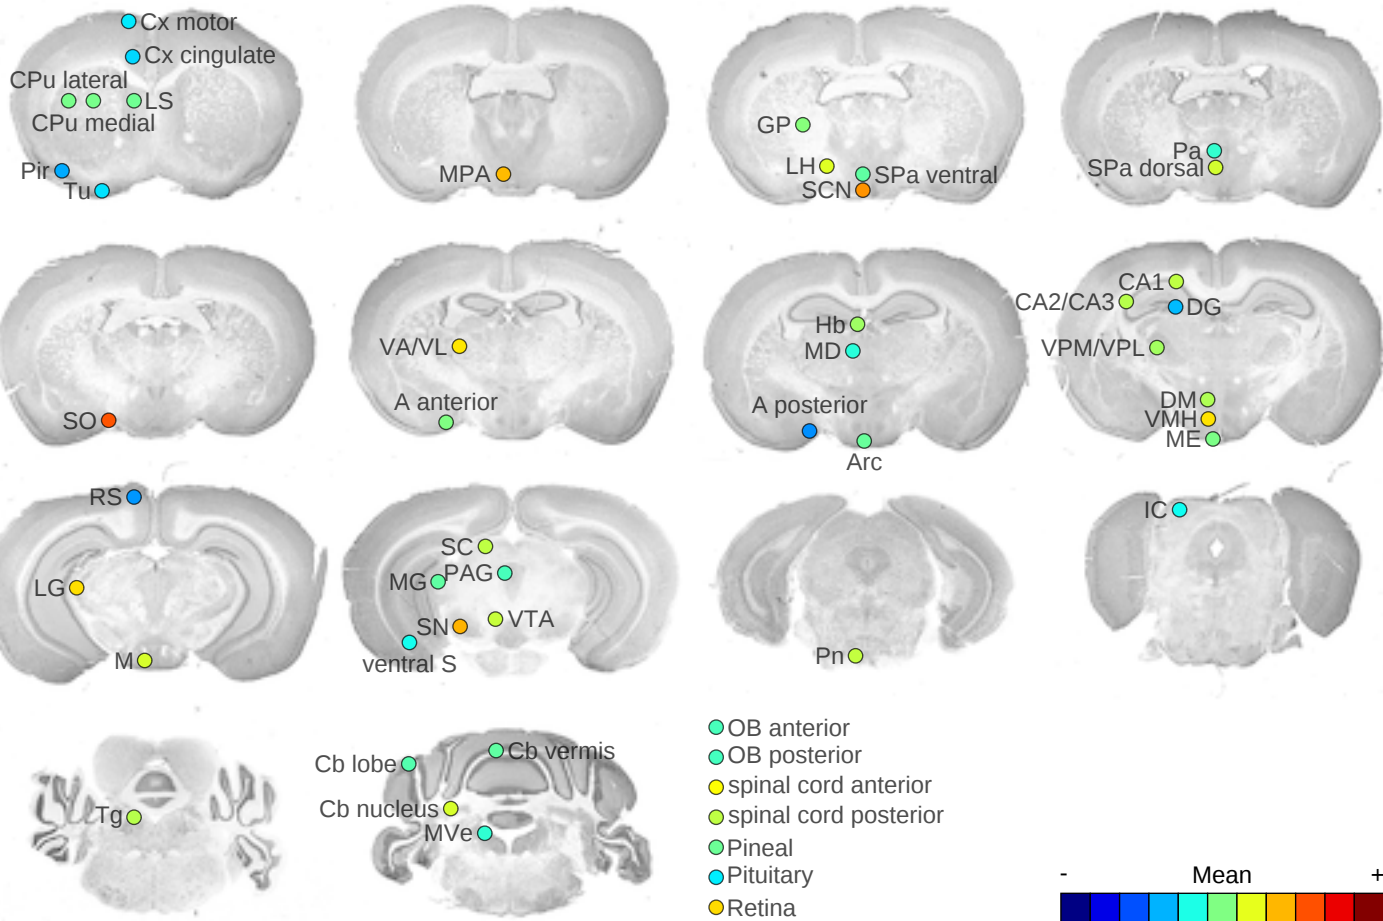 Cx motor
Cx cingulate
CPu lateral
LS
CPu medial
Pir
Tu
MPA
GP
LH
SPa ventral
SCN
Pa
SPa dorsal
SO
VA/VL
A anterior
Hb
MD
A posterior
Arc
CA1
CA2/CA3
DG
VPM/VPL
DM
VMH
ME
RS
LG
M
SC
PAG
MG
SN
VTA
ventral S
Pn
IC
Tg
Cb lobe
Cb vermis
Cb nucleus
MVe
OB anterior
OB posterior
spinal cord anterior
spinal cord posterior
Pineal
Pituitary
Retina
- Mean +